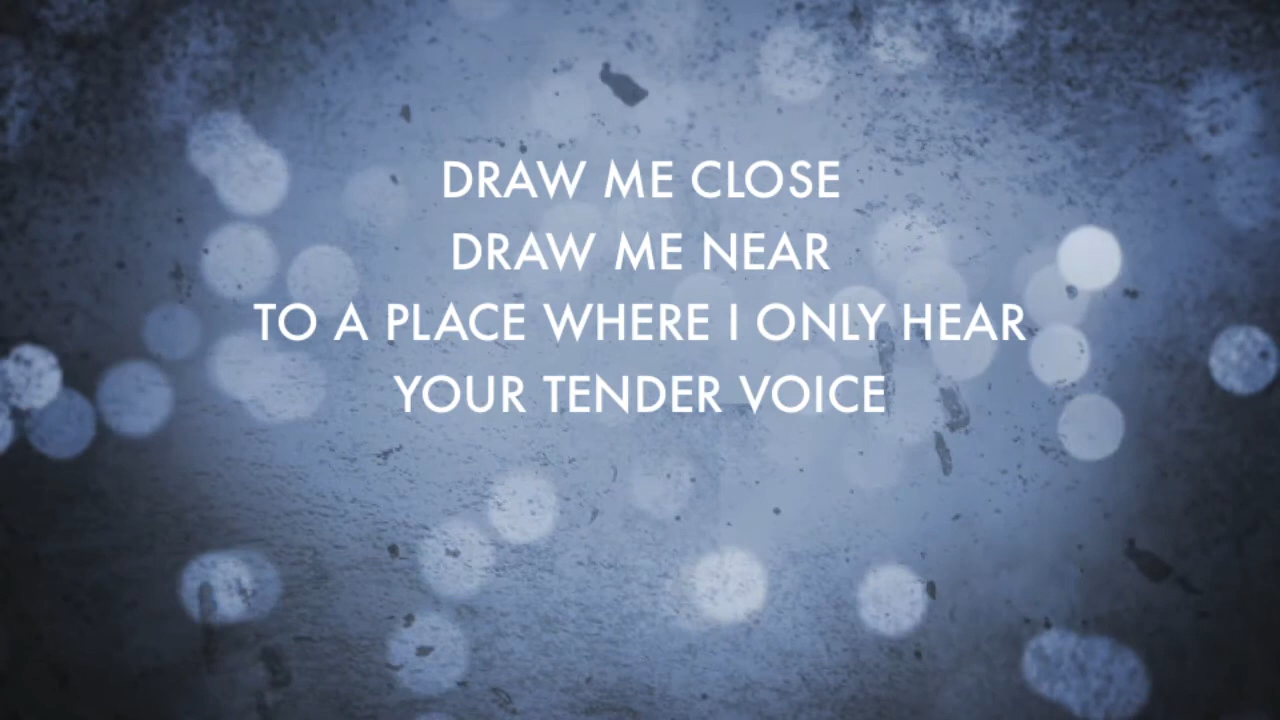 DRAW ME CLOSE
DRAW ME NEAR
TO A PLACE WHERE I ONLY HEAR
YOUR TENDER VOICE